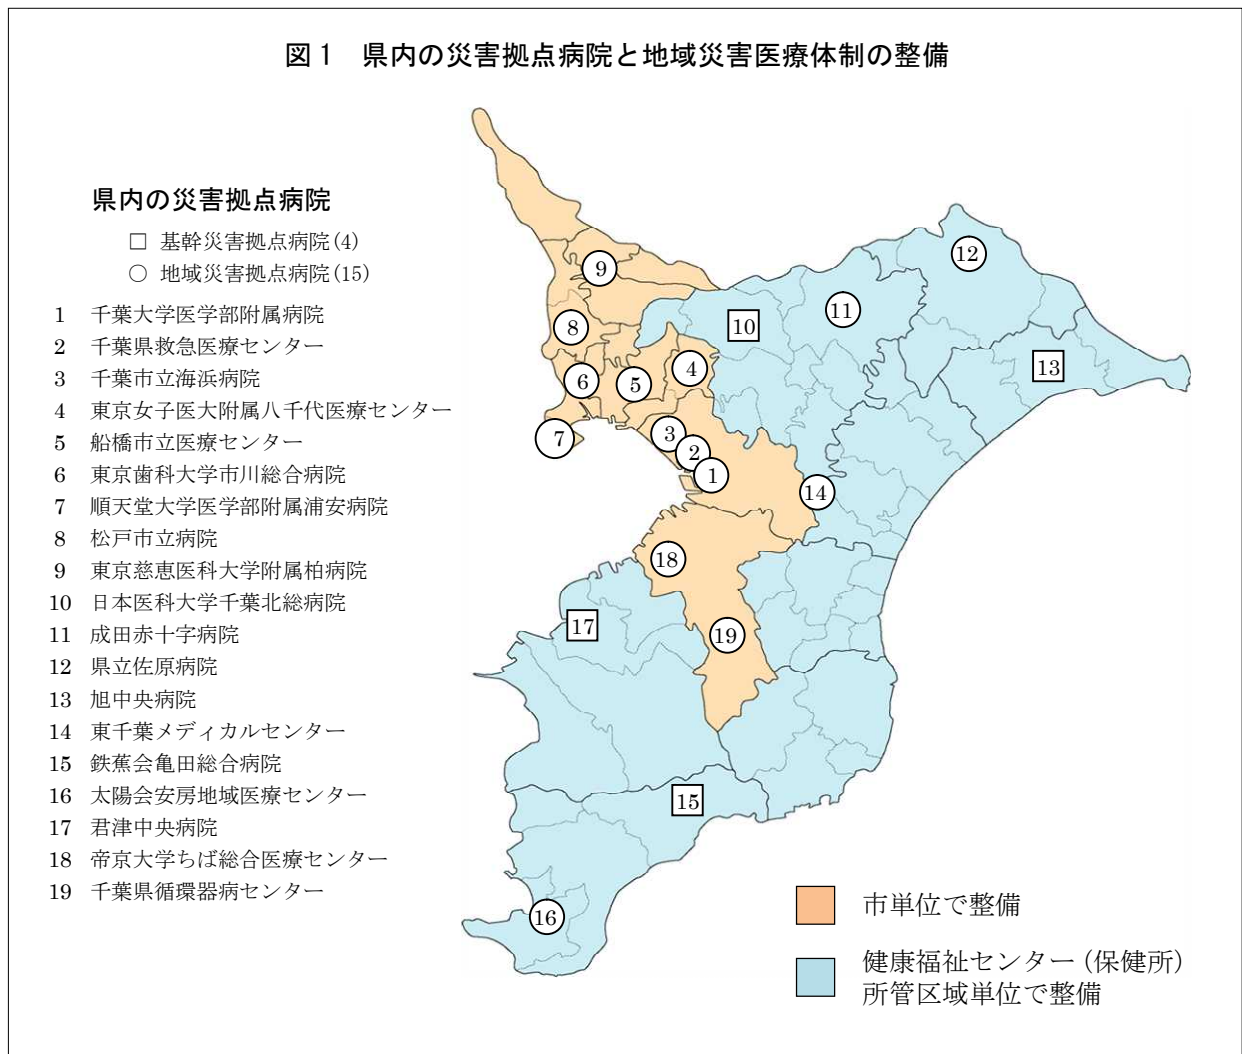 図1 県内の災害拠点病院と地域災害医療体制の整備
県内の災害拠点病院
□ 基幹災害拠点病院(4)
○ 地域災害拠点病院(15)
1 千葉大学医学部附属病院
2 千葉県救急医療センター
3 千葉市立海浜病院
4 東京女子医大附属八千代医療センター
5 船橋市立医療センター
6 東京歯科大学市川総合病院
7 順天堂大学医学部附属浦安病院
8 松戸市立病院
9 東京慈恵医科大学附属柏病院
10 日本医科大学千葉北総病院
11 成田赤十字病院
12 県立佐原病院
13 旭中央病院
14 東千葉メディカルセンター
15 鉄蕉会亀田総合病院
16 太陽会安房地域医療センター
17 君津中央病院
18 帝京大学ちば総合医療センター
19 千葉県循環器病センター
12
9
11
10
8
13
4
6
5
3
7
2
1
14
18
17
19
15
16
市単位で整備
健康福祉センター(保健所)
所管区域単位で整備